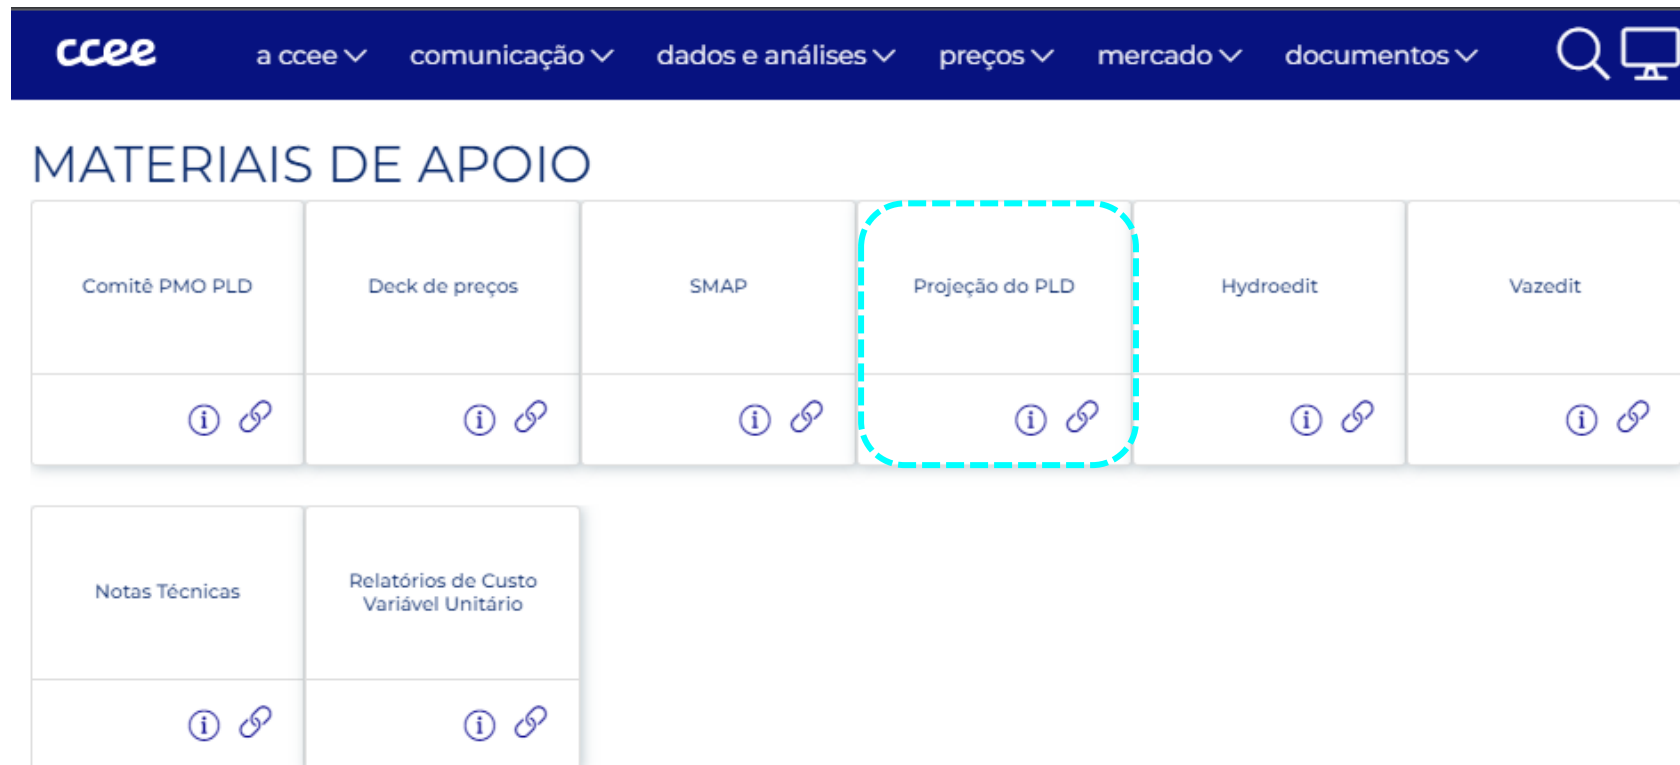 ccee a ccee comunicação dados e análises preços mercado documentos
MATERIAIS DE APOIO
Comitê PMO PLD
Deck de preços
SMAP
Projeção do PLD
Hydroedit
Vazedit
Notas Técnicas
Relatórios de Custo
Variável Unitário